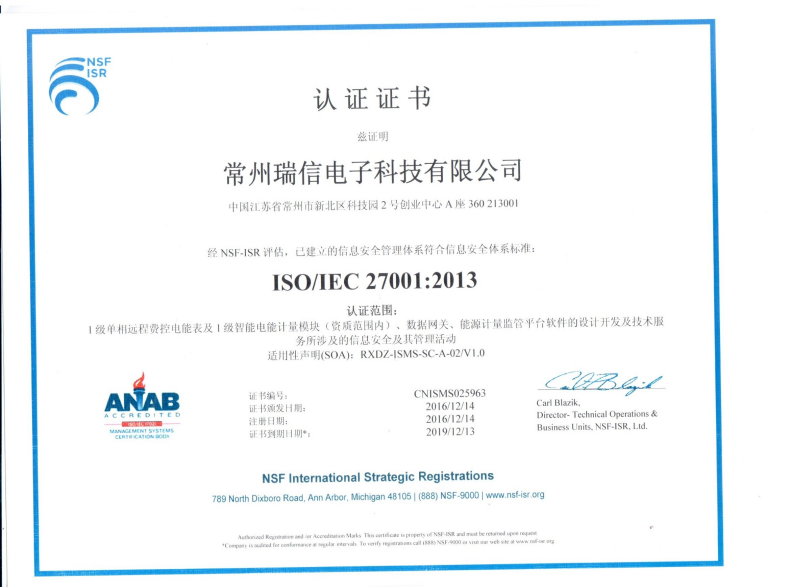 NSF
ISR
认证证书
兹证明
常州瑞信电子科技有限公司
中国江苏省常州市新北区科技园2号创业中心A座360 213001
经NSF-ISR评估，已建立的信息安全管理体系符合信息安全体系标准：
ISO/IEC 27001:2013
认证范围：
1级单相远程费控电能表及1级智能电能计量模块（资质范围内）、数据网关、能源计量监管平台软件的设计开发及技术服
务所涉及的信息安全及其管理活动
适用性声明(SOA)：RXDZ-ISMS-SC-A-02/V1.0
ANAB
ACCREDITED
MANAGEMENT SYSTEMS
CERTIFICATION BODY
证书编号： CNISMS025963
证书颁发日期： 2016/12/14
注册日期： 2016/12/14
证书到期日期*： 2019/12/13
Carl Blazik,
Director- Technical Operations &
Business Units, NSF-ISR, Ltd.
NSF International Strategic Registrations
789 North Dixboro Road, Ann Arbor, Michigan 48105 | (888) NSF-9000 | www.nsf-isr.org
Authorized Registration and/or Accreditation Marks. This certificate is property of NSF-ISR and must be returned upon request
*Company is audited for conformance at regular intervals. To verify registrations call (888) NSF-9000 or visit our web site at www.nsf-isr.org